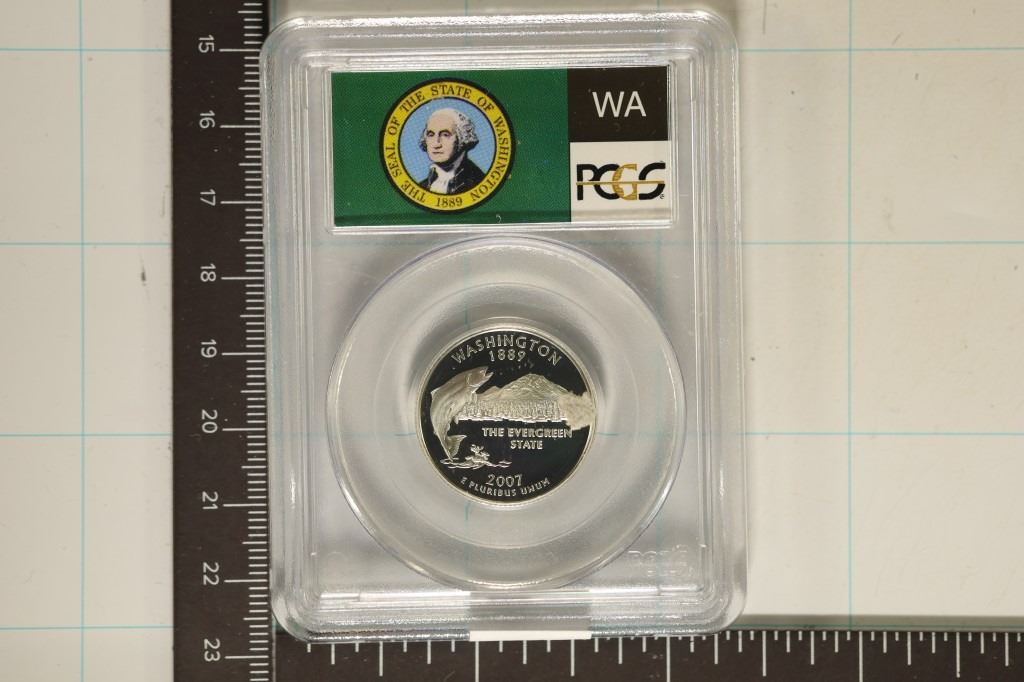 THE SEAL OF THE STATE OF WASHINGTON
1889
WA
PCGS
WASHINGTON
1889
THE EVERGREEN
STATE
2007
E PLURIBUS UNUM
PCGS
15
16
17
18
19
20
21
22
23